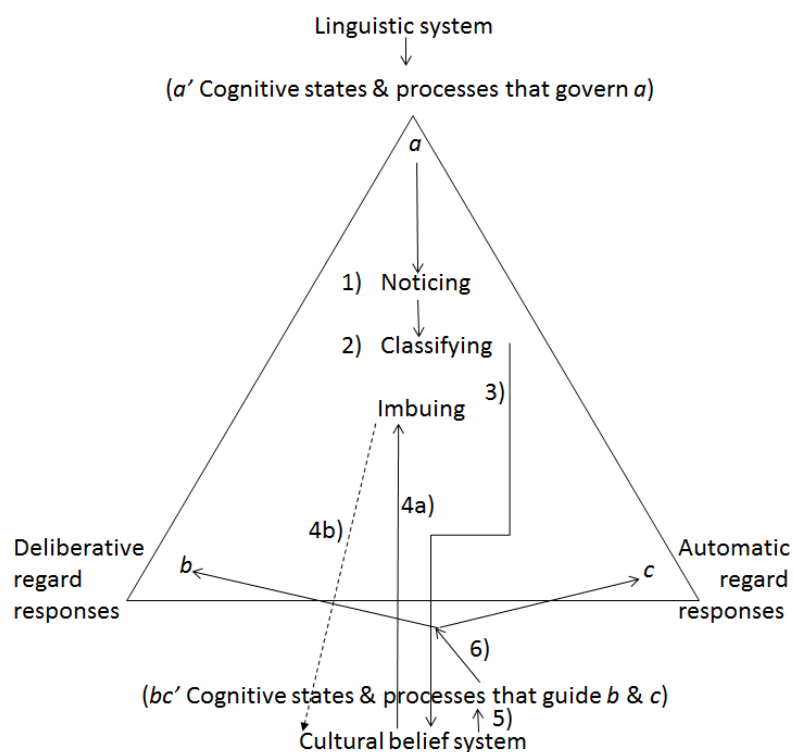 Linguistic system
(a' Cognitive states & processes that govern a)
a
1) Noticing
2) Classifying
3)
Imbuing
4a)
4b)
Deliberative
regard
responses
b
c
Automatic
regard
responses
6)
(bc' Cognitive states & processes that guide b & c)
5)
Cultural belief system